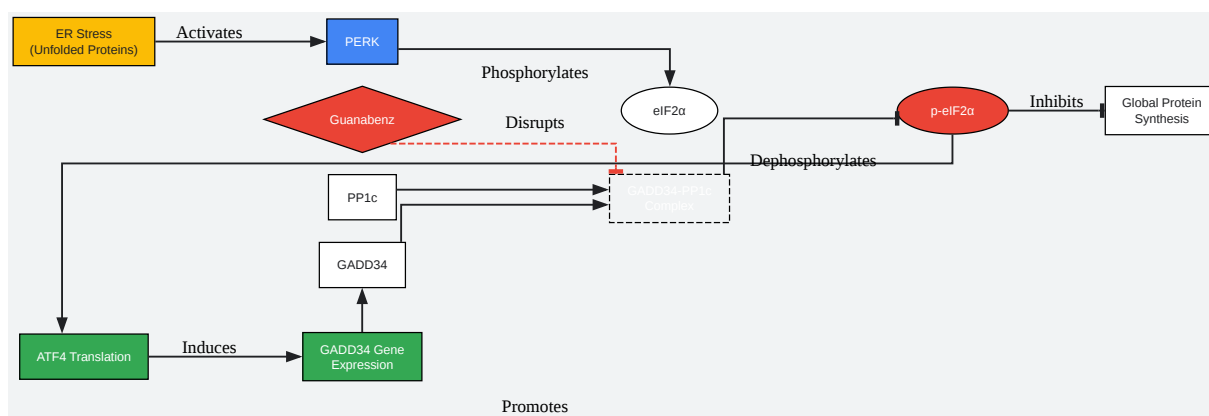 ER Stress
(Unfolded Proteins)
Activates
PERK
Phosphorylates
eIF2α
p-eIF2α
Inhibits
Global Protein
Synthesis
Guanabenz
Disrupts
Dephosphorylates
PP1c
GADD34-PP1c
Complex
GADD34
ATF4 Translation
Induces
GADD34 Gene
Expression
Promotes